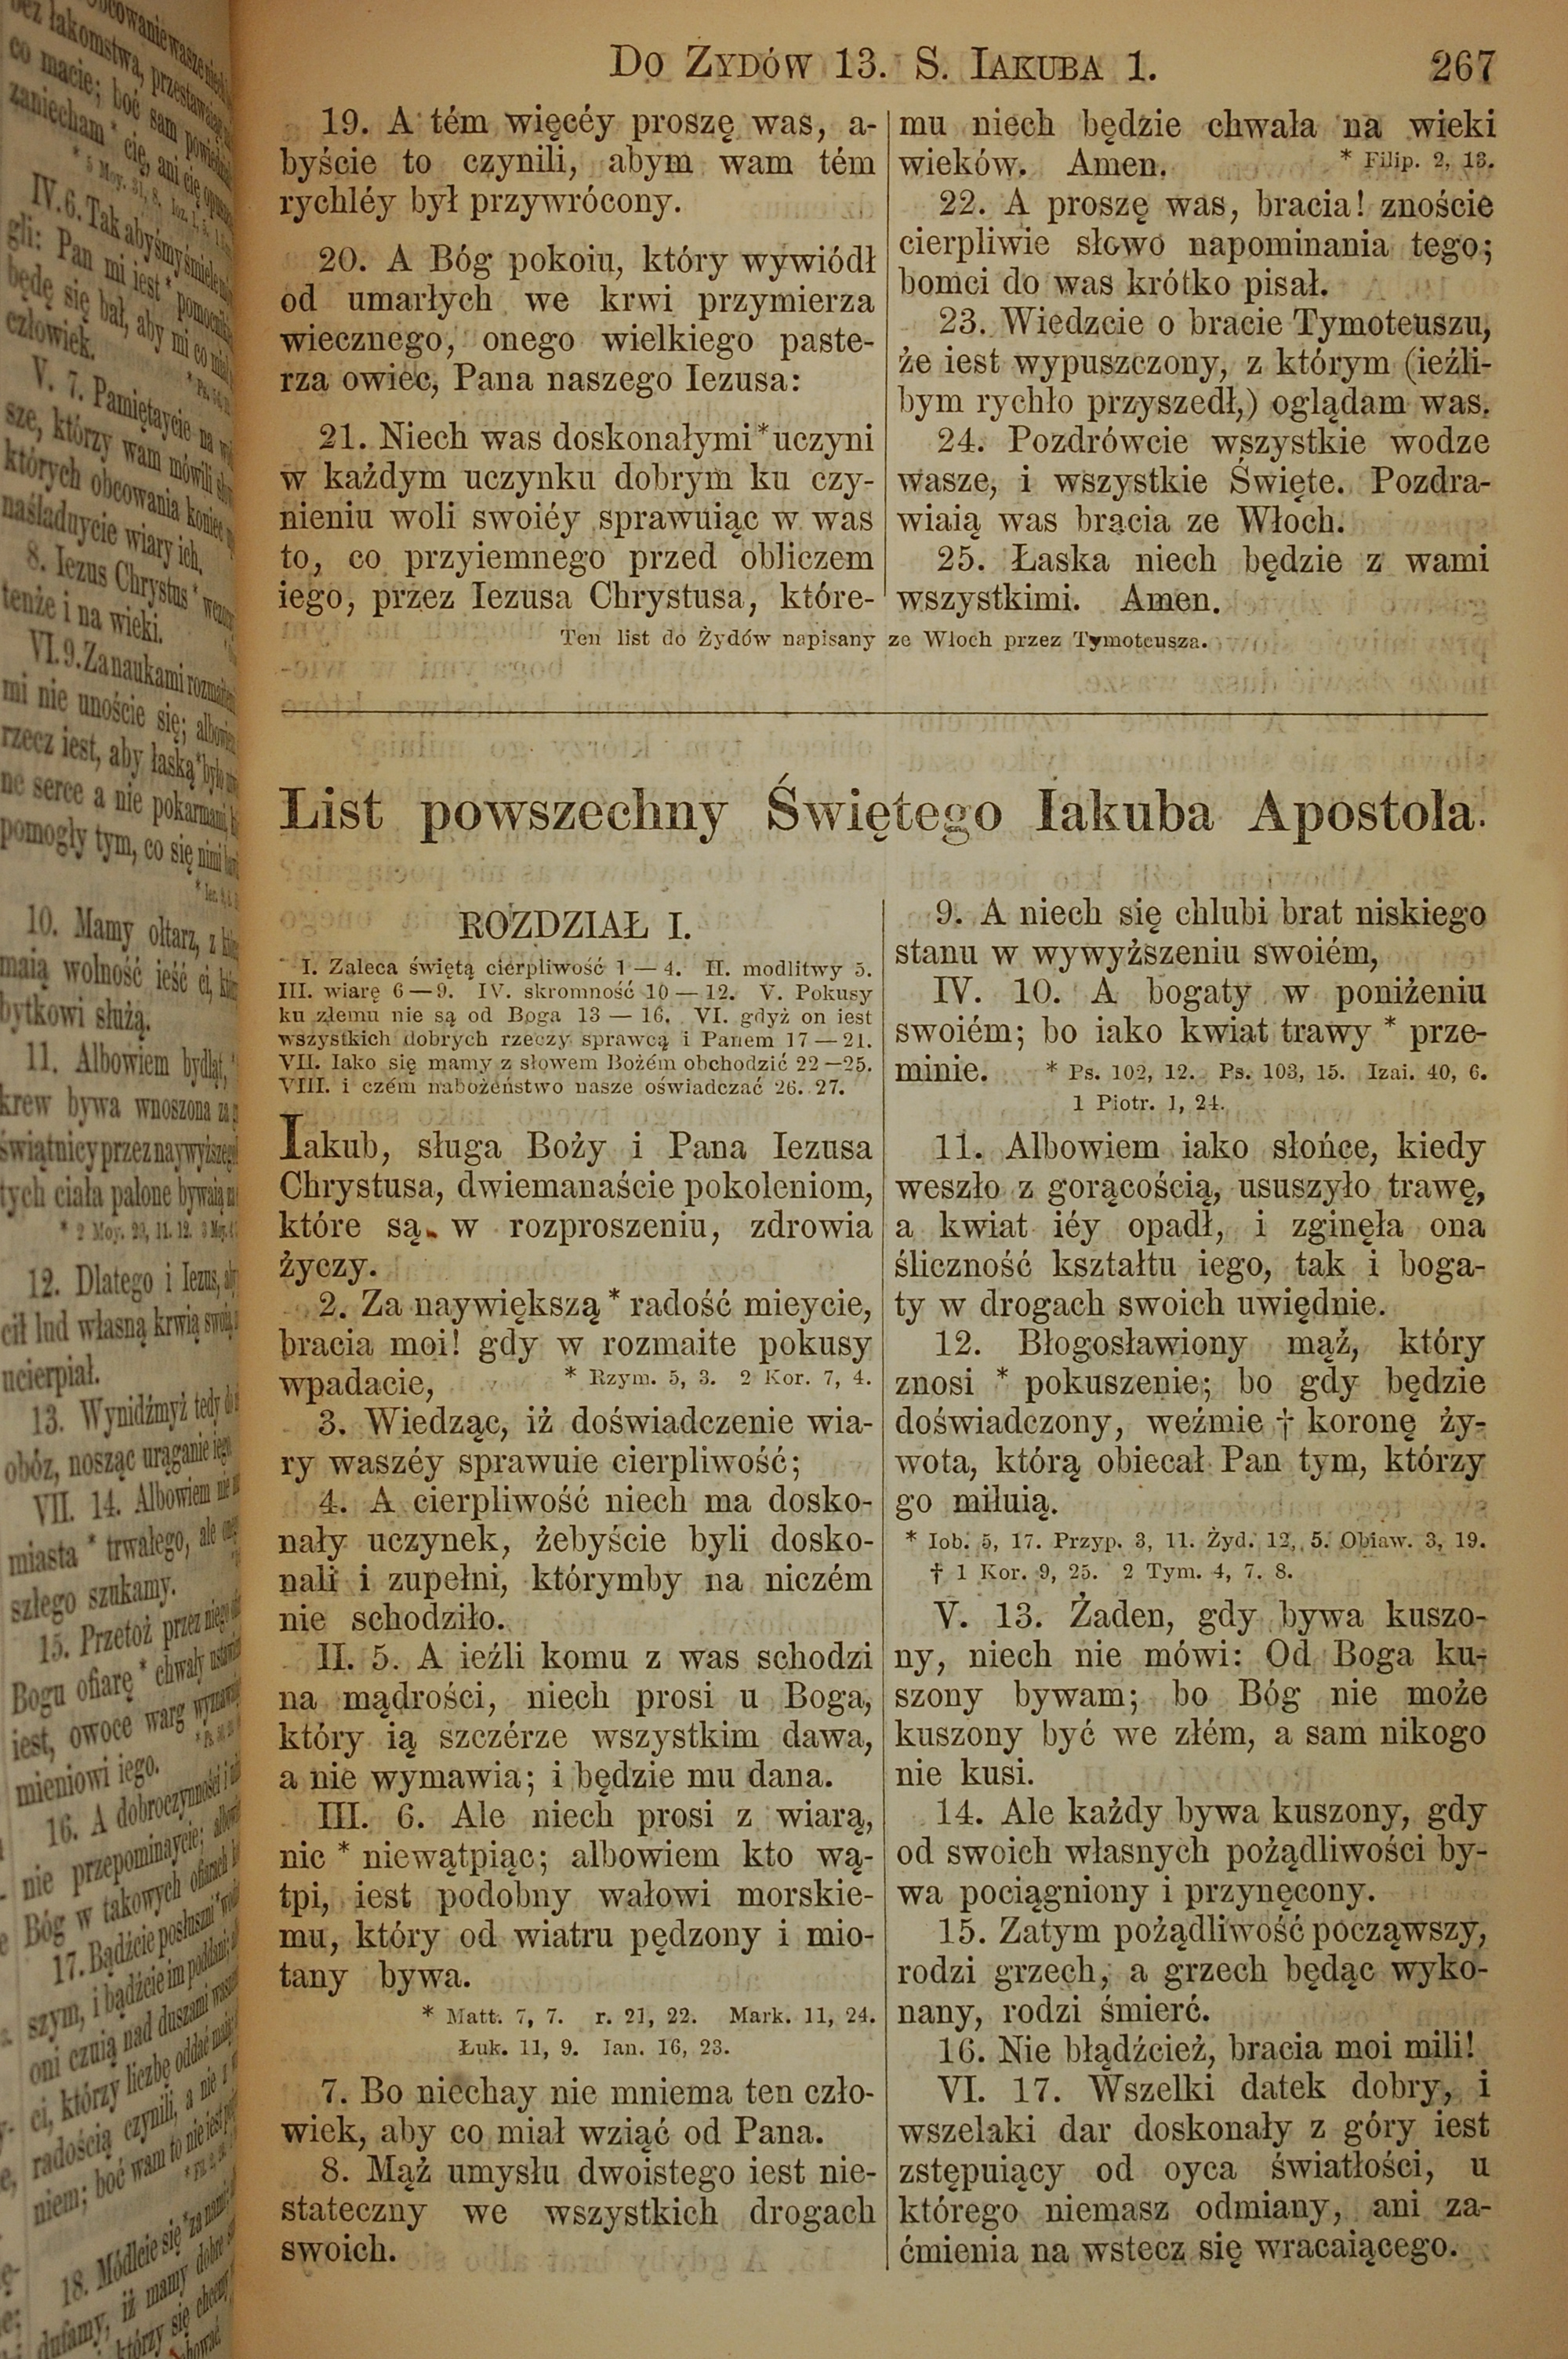 Do Żydów 13. S. Iakuba 1. 267
19. A tém więcéy proszę was, a-
byście to czynili, abym wam tém
rychléy był przywrócony.
20. A Bóg pokoiu, który wywiódł
od umarłych we krwi przymierza
wiecznego, onego wielkiego paste-
rza owiec, Pana naszego Iezusa:
21. Niech was doskonałymi * uczyni
w każdym uczynku dobrym ku czy-
nieniu woli swoiéy sprawuiąc w was
to, co przyiemnego przed obliczem
iego, przez Iezusa Chrystusa, które-
mu niech będzie chwała na wieki
wieków. Amen. * Filip. 2, 13.
22. A proszę was, bracia! znoście
cierpliwie słowo napominania tego;
bomci do was krótko pisał.
23. Wiedzcie o bracie Tymoteuszu,
że iest wypuszczony, z którym (ieźli-
bym rychło przyszedł,) oglądam was.
24. Pozdrówcie wszystkie wodze
wasze, i wszystkie Święte. Pozdra-
wiaią was bracia ze Włoch.
25. Łaska niech będzie z wami
wszystkimi. Amen.
Ten list do Żydów napisany ze Włoch przez Tymoteusza.
List powszechny Świętego Iakuba Apostoła.
ROZDZIAŁ I.
I. Zaleca świętą cierpliwość 1 — 4. II. modlitwy 5.
III. wiarę 6 — 9. IV. skromność 10 — 12. V. Pokusy
ku złemu nie są od Boga 13 — 16. VI. gdyż on iest
wszystkich dobrych rzeczy sprawcą i Panem 17 — 21.
VII. Iako się mamy z słowem Bożém obchodzić 22 — 25.
VIII. i czém nabożeństwo nasze oświadczać 26. 27.
Iakub, sługa Boży i Pana Iezusa
Chrystusa, dwiemanaście pokoleniom,
które są w rozproszeniu, zdrowia
życzy.
2. Za naywiększą * radość mieycie,
bracia moi! gdy w rozmaite pokusy
wpadacie, * Rzym. 5, 3. 2 Kor. 7, 4.
3. Wiedząc, iż doświadczenie wia-
ry waszéy sprawuie cierpliwość;
4. A cierpliwość niech ma dosko-
nały uczynek, żebyście byli dosko-
nali i zupełni, którymby na niczém
nie schodziło.
II. 5. A ieźli komu z was schodzi
na mądrości, niech prosi u Boga,
który ią szczérze wszystkim dawa,
a nie wymawia; i będzie mu dana.
III. 6. Ale niech prosi z wiarą,
nic * niewątpiąc; albowiem kto wą-
tpi, iest podobny wałowi morskie-
mu, który od wiatru pędzony i mio-
tany bywa.
* Matt. 7, 7. r. 21, 22. Mark. 11, 24.
Łuk. 11, 9. Ian. 16, 23.
7. Bo niechay nie mniema ten czło-
wiek, aby co miał wziąć od Pana.
8. Mąż umysłu dwoistego iest nie-
stateczny we wszystkich drogach
swoich.
9. A niech się chlubi brat niskiego
stanu w wywyższeniu swoiém,
IV. 10. A bogaty w poniżeniu
swoiém; bo iako kwiat trawy * prze-
minie. * Ps. 102, 12. Ps. 103, 15. Izai. 40, 6.
1 Piotr. 1, 24.
11. Albowiem iako słońce, kiedy
weszło z gorącością, ususzyło trawę,
a kwiat iéy opadł, i zginęła ona
śliczność kształtu iego, tak i boga-
ty w drogach swoich uwiędnie.
12. Błogosławiony mąż, który
znosi * pokuszenie; bo gdy będzie
doświadczony, weźmie † koronę ży-
wota, którą obiecał Pan tym, którzy
go miłuią.
* Iob. 5, 17. Przyp. 3, 11. Żyd. 12, 5. Obiaw. 3, 19.
† 1 Kor. 9, 25. 2 Tym. 4, 7. 8.
V. 13. Żaden, gdy bywa kuszo-
ny, niech nie mówi: Od Boga ku-
szony bywam; bo Bóg nie może
kuszony być we złém, a sam nikogo
nie kusi.
14. Ale każdy bywa kuszony, gdy
od swoich własnych pożądliwości by-
wa pociągniony i przynęcony.
15. Zatym pożądliwość począwszy,
rodzi grzech, a grzech będąc wyko-
nany, rodzi śmierć.
16. Nie błądźcież, bracia moi mili!
VI. 17. Wszelki datek dobry, i
wszelaki dar doskonały z góry iest
zstępuiący od oyca światłości, u
którego niemasz odmiany, ani za-
ćmienia na wstecz się wracaiącego.